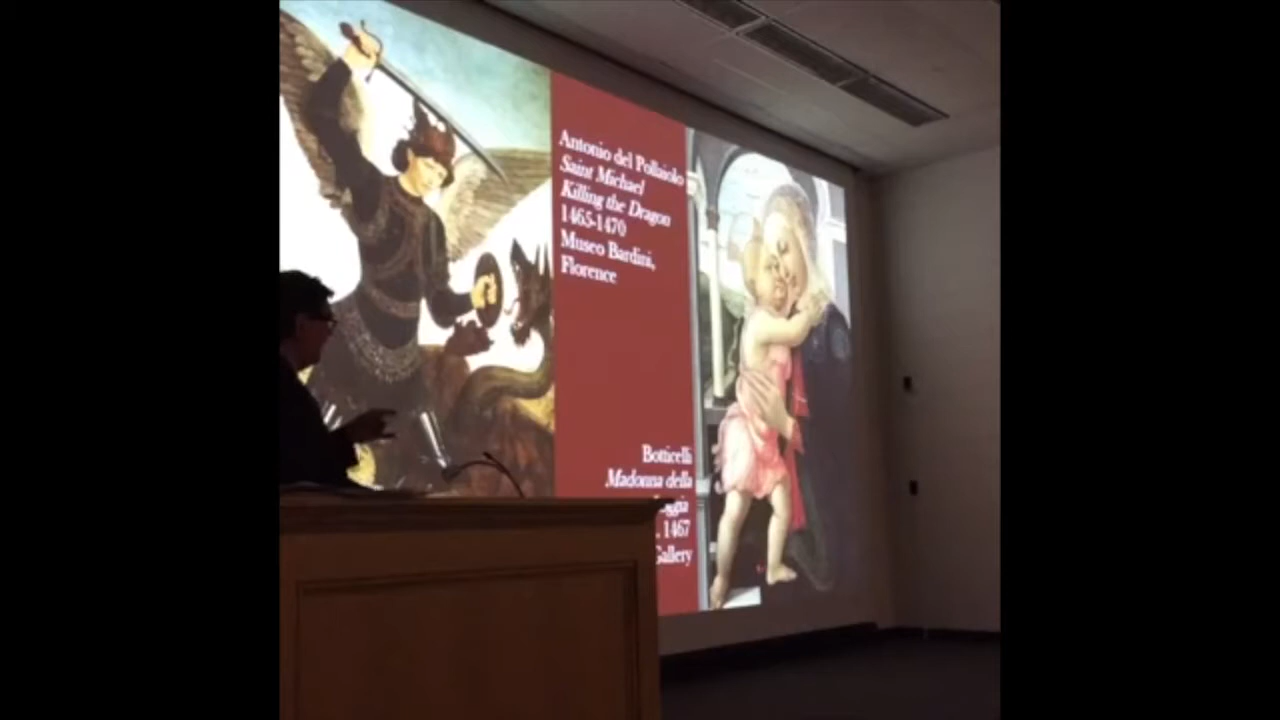 Antonio del Pollaiolo
Saint Michael
Killing the Dragon
1465-1470
Museo Bardini,
Florence
Botticelli
Madonna della
1467
Gallery